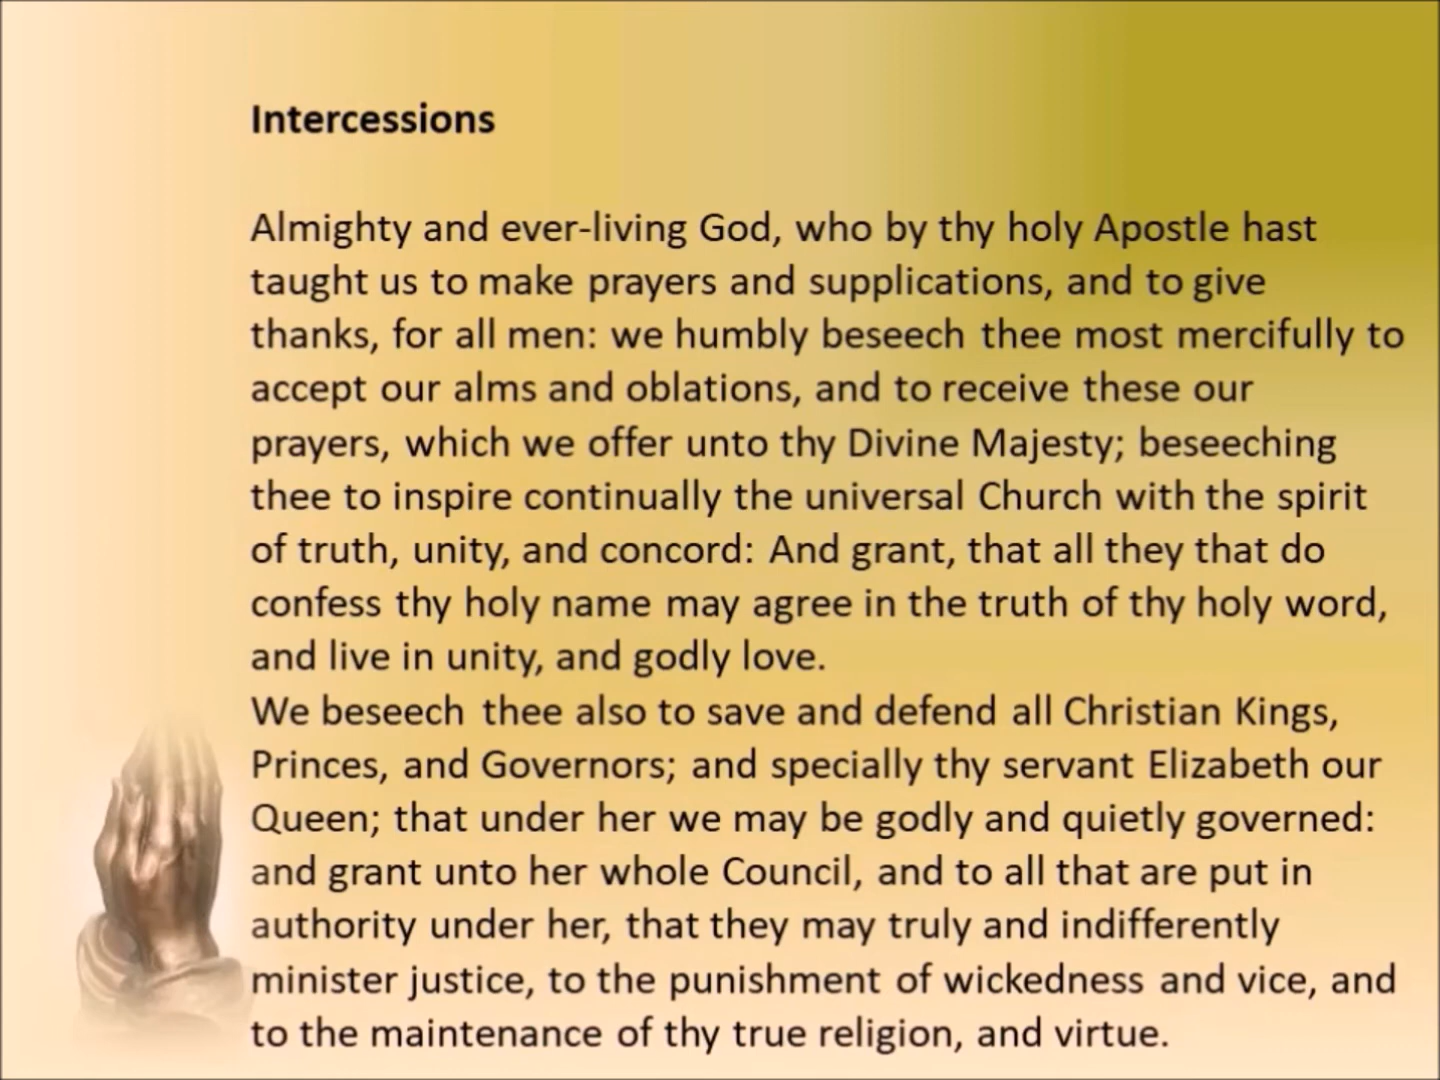 Intercessions
Almighty and ever-living God, who by thy holy Apostle hast
taught us to make prayers and supplications, and to give
thanks, for all men: we humbly beseech thee most mercifully to
accept our alms and oblations, and to receive these our
prayers, which we offer unto thy Divine Majesty; beseeching
thee to inspire continually the universal Church with the spirit
of truth, unity, and concord: And grant, that all they that do
confess thy holy name may agree in the truth of thy holy word,
and live in unity, and godly love.
We beseech thee also to save and defend all Christian Kings,
Princes, and Governors; and specially thy servant Elizabeth our
Queen; that under her we may be godly and quietly governed:
and grant unto her whole Council, and to all that are put in
authority under her, that they may truly and indifferently
minister justice, to the punishment of wickedness and vice, and
to the maintenance of thy true religion, and virtue.